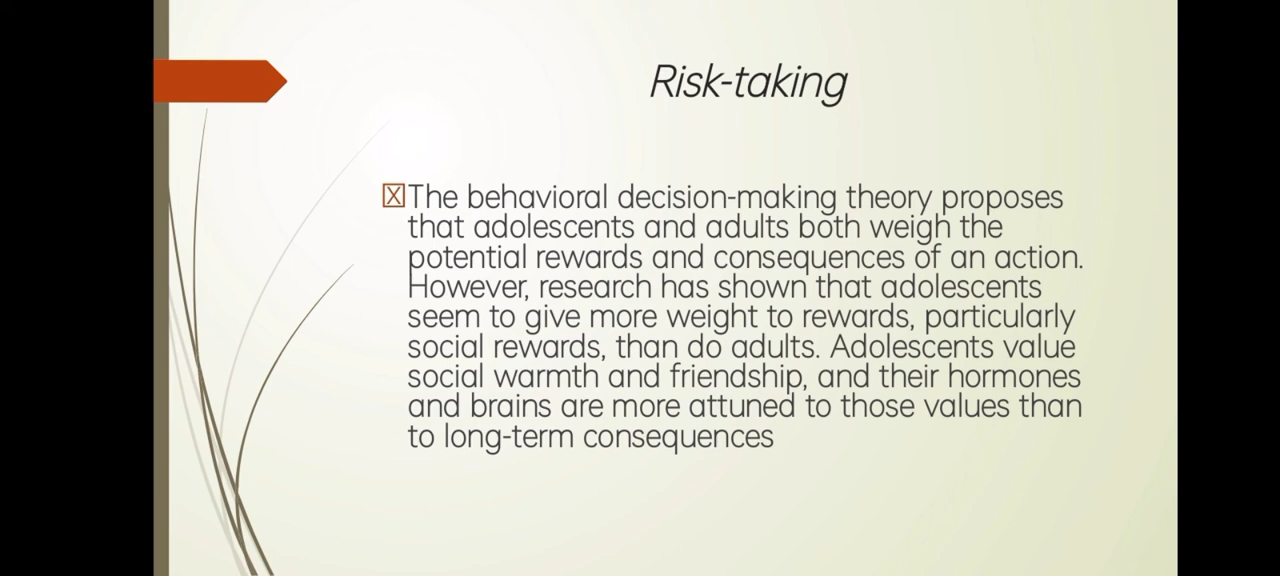 Risk-taking
The behavioral decision-making theory proposes
that adolescents and adults both weigh the
potential rewards and consequences of an action.
However, research has shown that adolescents
seem to give more weight to rewards, particularly
social rewards, than do adults. Adolescents value
social warmth and friendship, and their hormones
and brains are more attuned to those values than
to long-term consequences